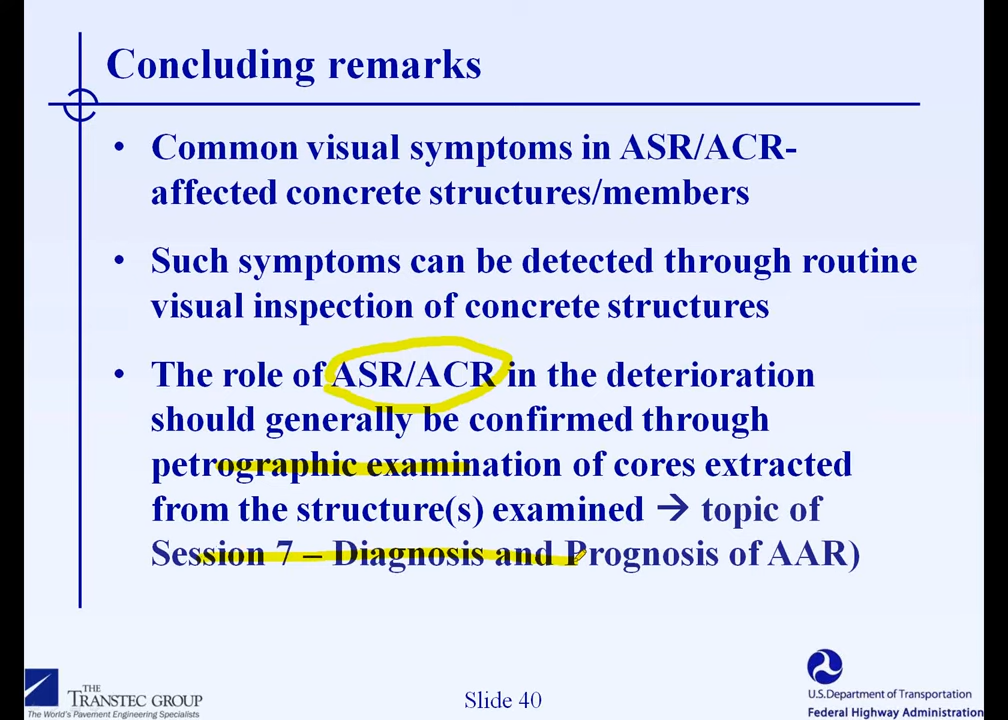 Concluding remarks
• Common visual symptoms in ASR/ACR-
affected concrete structures/members
• Such symptoms can be detected through routine
visual inspection of concrete structures
• The role of ASR/ACR in the deterioration
should generally be confirmed through
petrographic examination of cores extracted
from the structure(s) examined → topic of
Session 7 – Diagnosis and Prognosis of AAR)
THE
TRANSTEC GROUP
The World's Pavement Engineering Specialists
Slide 40
U.S.Department of Transportation
Federal Highway Administration